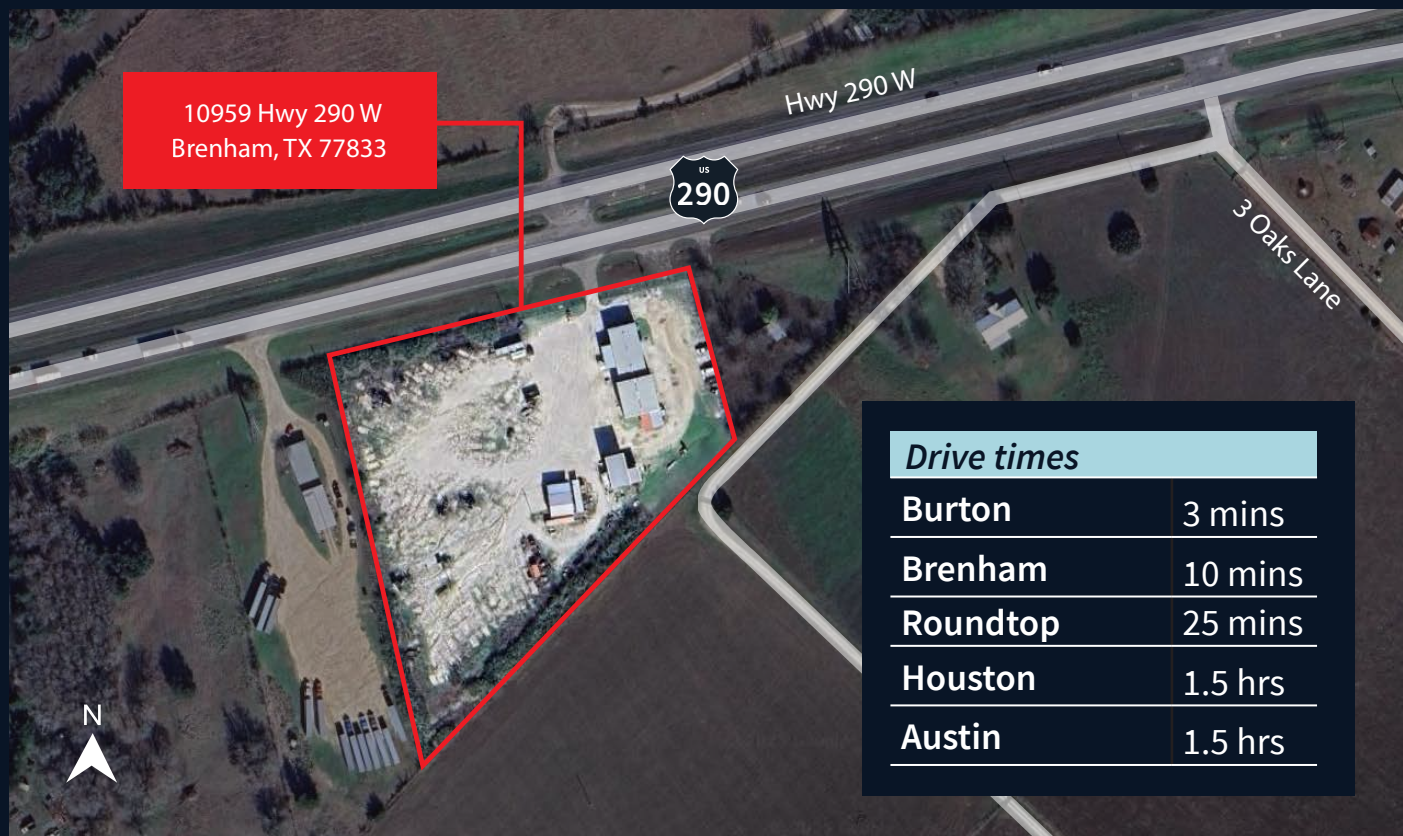 10959 Hwy 290 W
Brenham, TX 77833
Hwy 290 W
US
290
3 Oaks Lane
N
Drive times
Burton 3 mins
Brenham 10 mins
Roundtop 25 mins
Houston 1.5 hrs
Austin 1.5 hrs